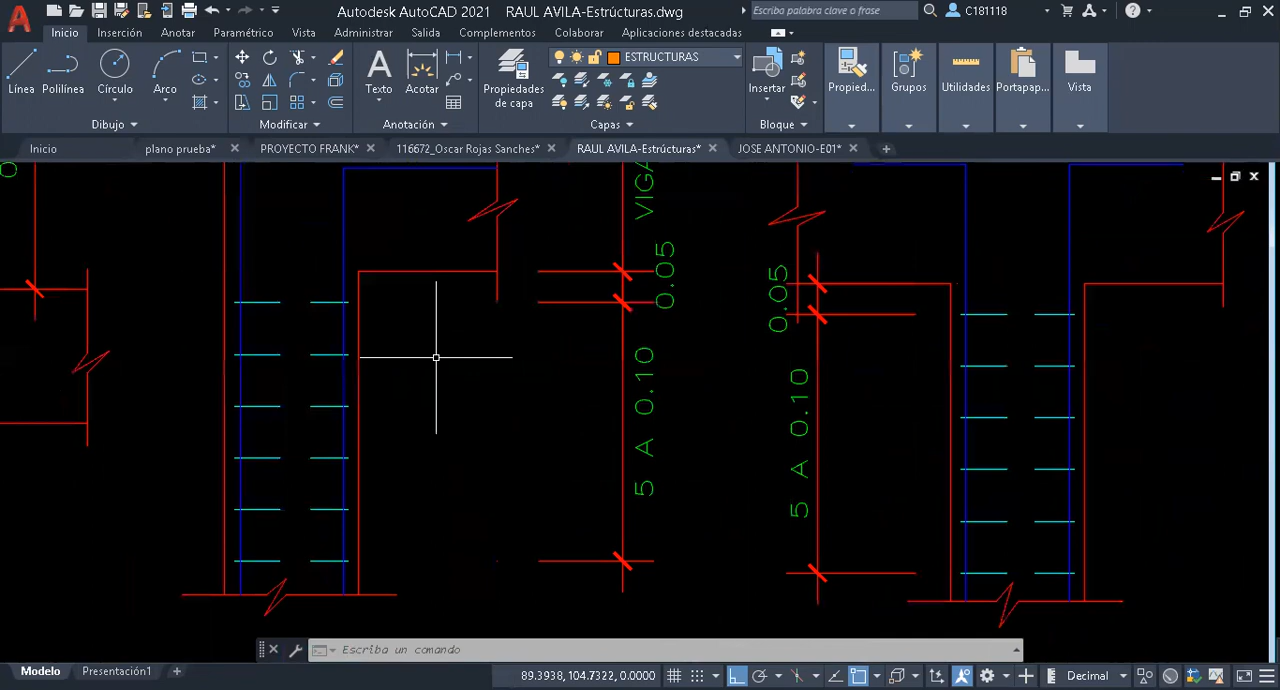 Autodesk AutoCAD 2021 RAUL AVILA-Estrúcturas.dwg
Escriba palabra clave o frase
C181118
Inicio Inserción Anotar Paramétrico Vista Administrar Salida Complementos Colaborar Aplicaciones destacadas
A
ESTRUCTURAS
Línea Polilínea Círculo Arco
Texto Acotar
Propiedades de capa
Insertar
Propied... Grupos Utilidades Portapap... Vista
Dibujo Modificar Anotación Capas Bloque
Inicio plano prueba* PROYECTO FRANK* 116672_Oscar Rojas Sanches* RAUL AVILA-Estrúcturas* JOSE ANTONIO-E01*
0
VIGA
0.05
5 A 0.10
0.05
5 A 0.10
Escriba un comando
Modelo Presentación1
89.3938, 104.7322, 0.0000
Decimal